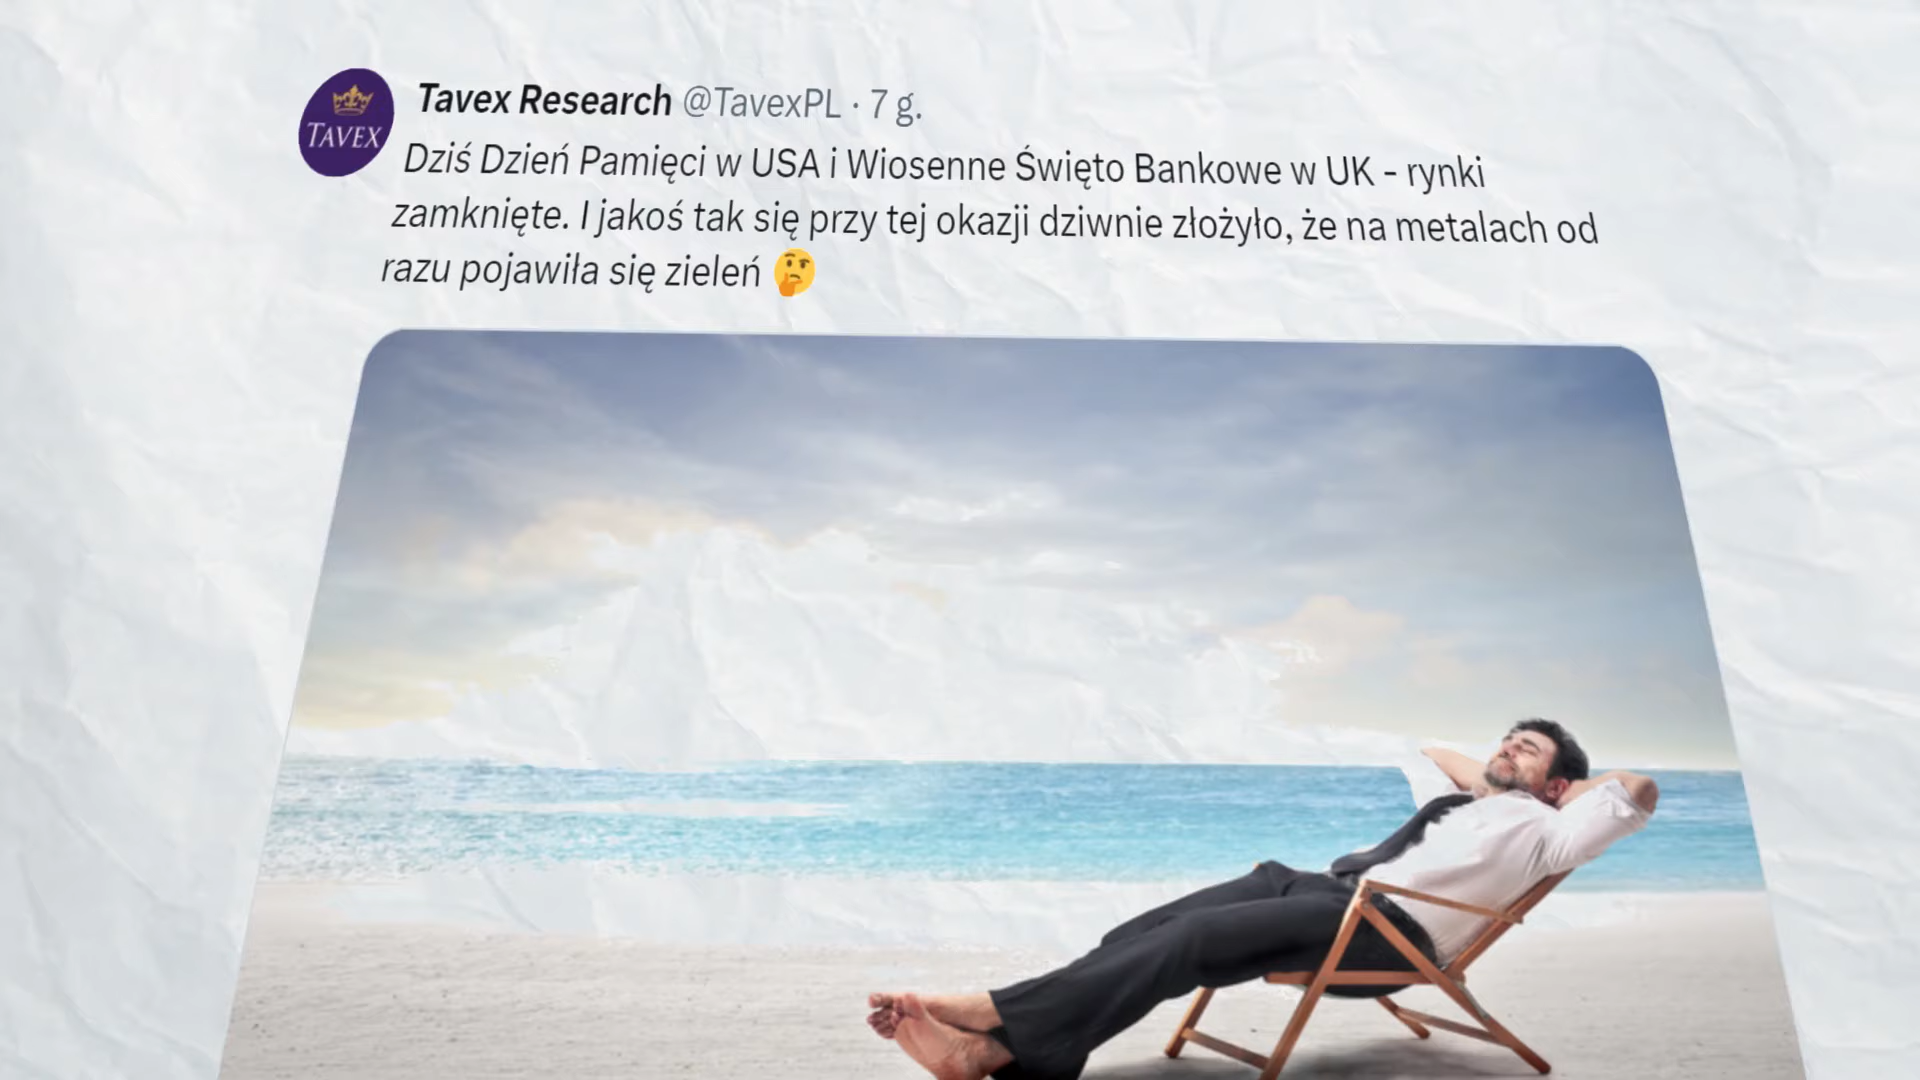 TAVEX
Tavex Research @TavexPL · 7 g.
Dziś Dzień Pamięci w USA i Wiosenne Święto Bankowe w UK - rynki
zamknięte. I jakoś tak się przy tej okazji dziwnie złożyło, że na metalach od
razu pojawiła się zieleń 🤔